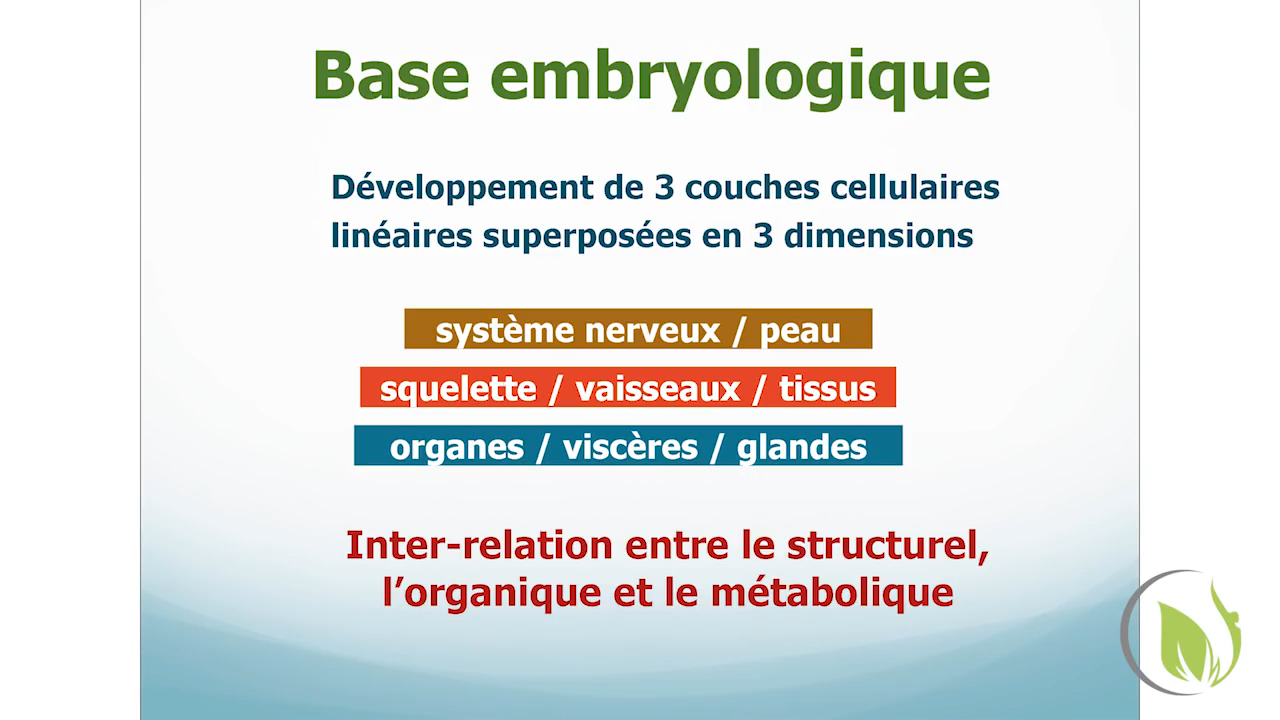 Base embryologique
Développement de 3 couches cellulaires
linéaires superposées en 3 dimensions
système nerveux / peau
squelette / vaisseaux / tissus
organes / viscères / glandes
Inter-relation entre le structurel,
l’organique et le métabolique